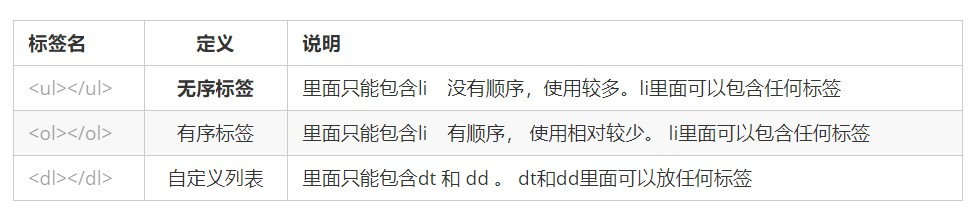 标签名 定义 说明
<ul></ul> 无序标签 里面只能包含li 没有顺序，使用较多。li里面可以包含任何标签
<ol></ol> 有序标签 里面只能包含li 有顺序， 使用相对较少。 li里面可以包含任何标签
<dl></dl> 自定义列表 里面只能包含dt 和 dd 。 dt和dd里面可以放任何标签